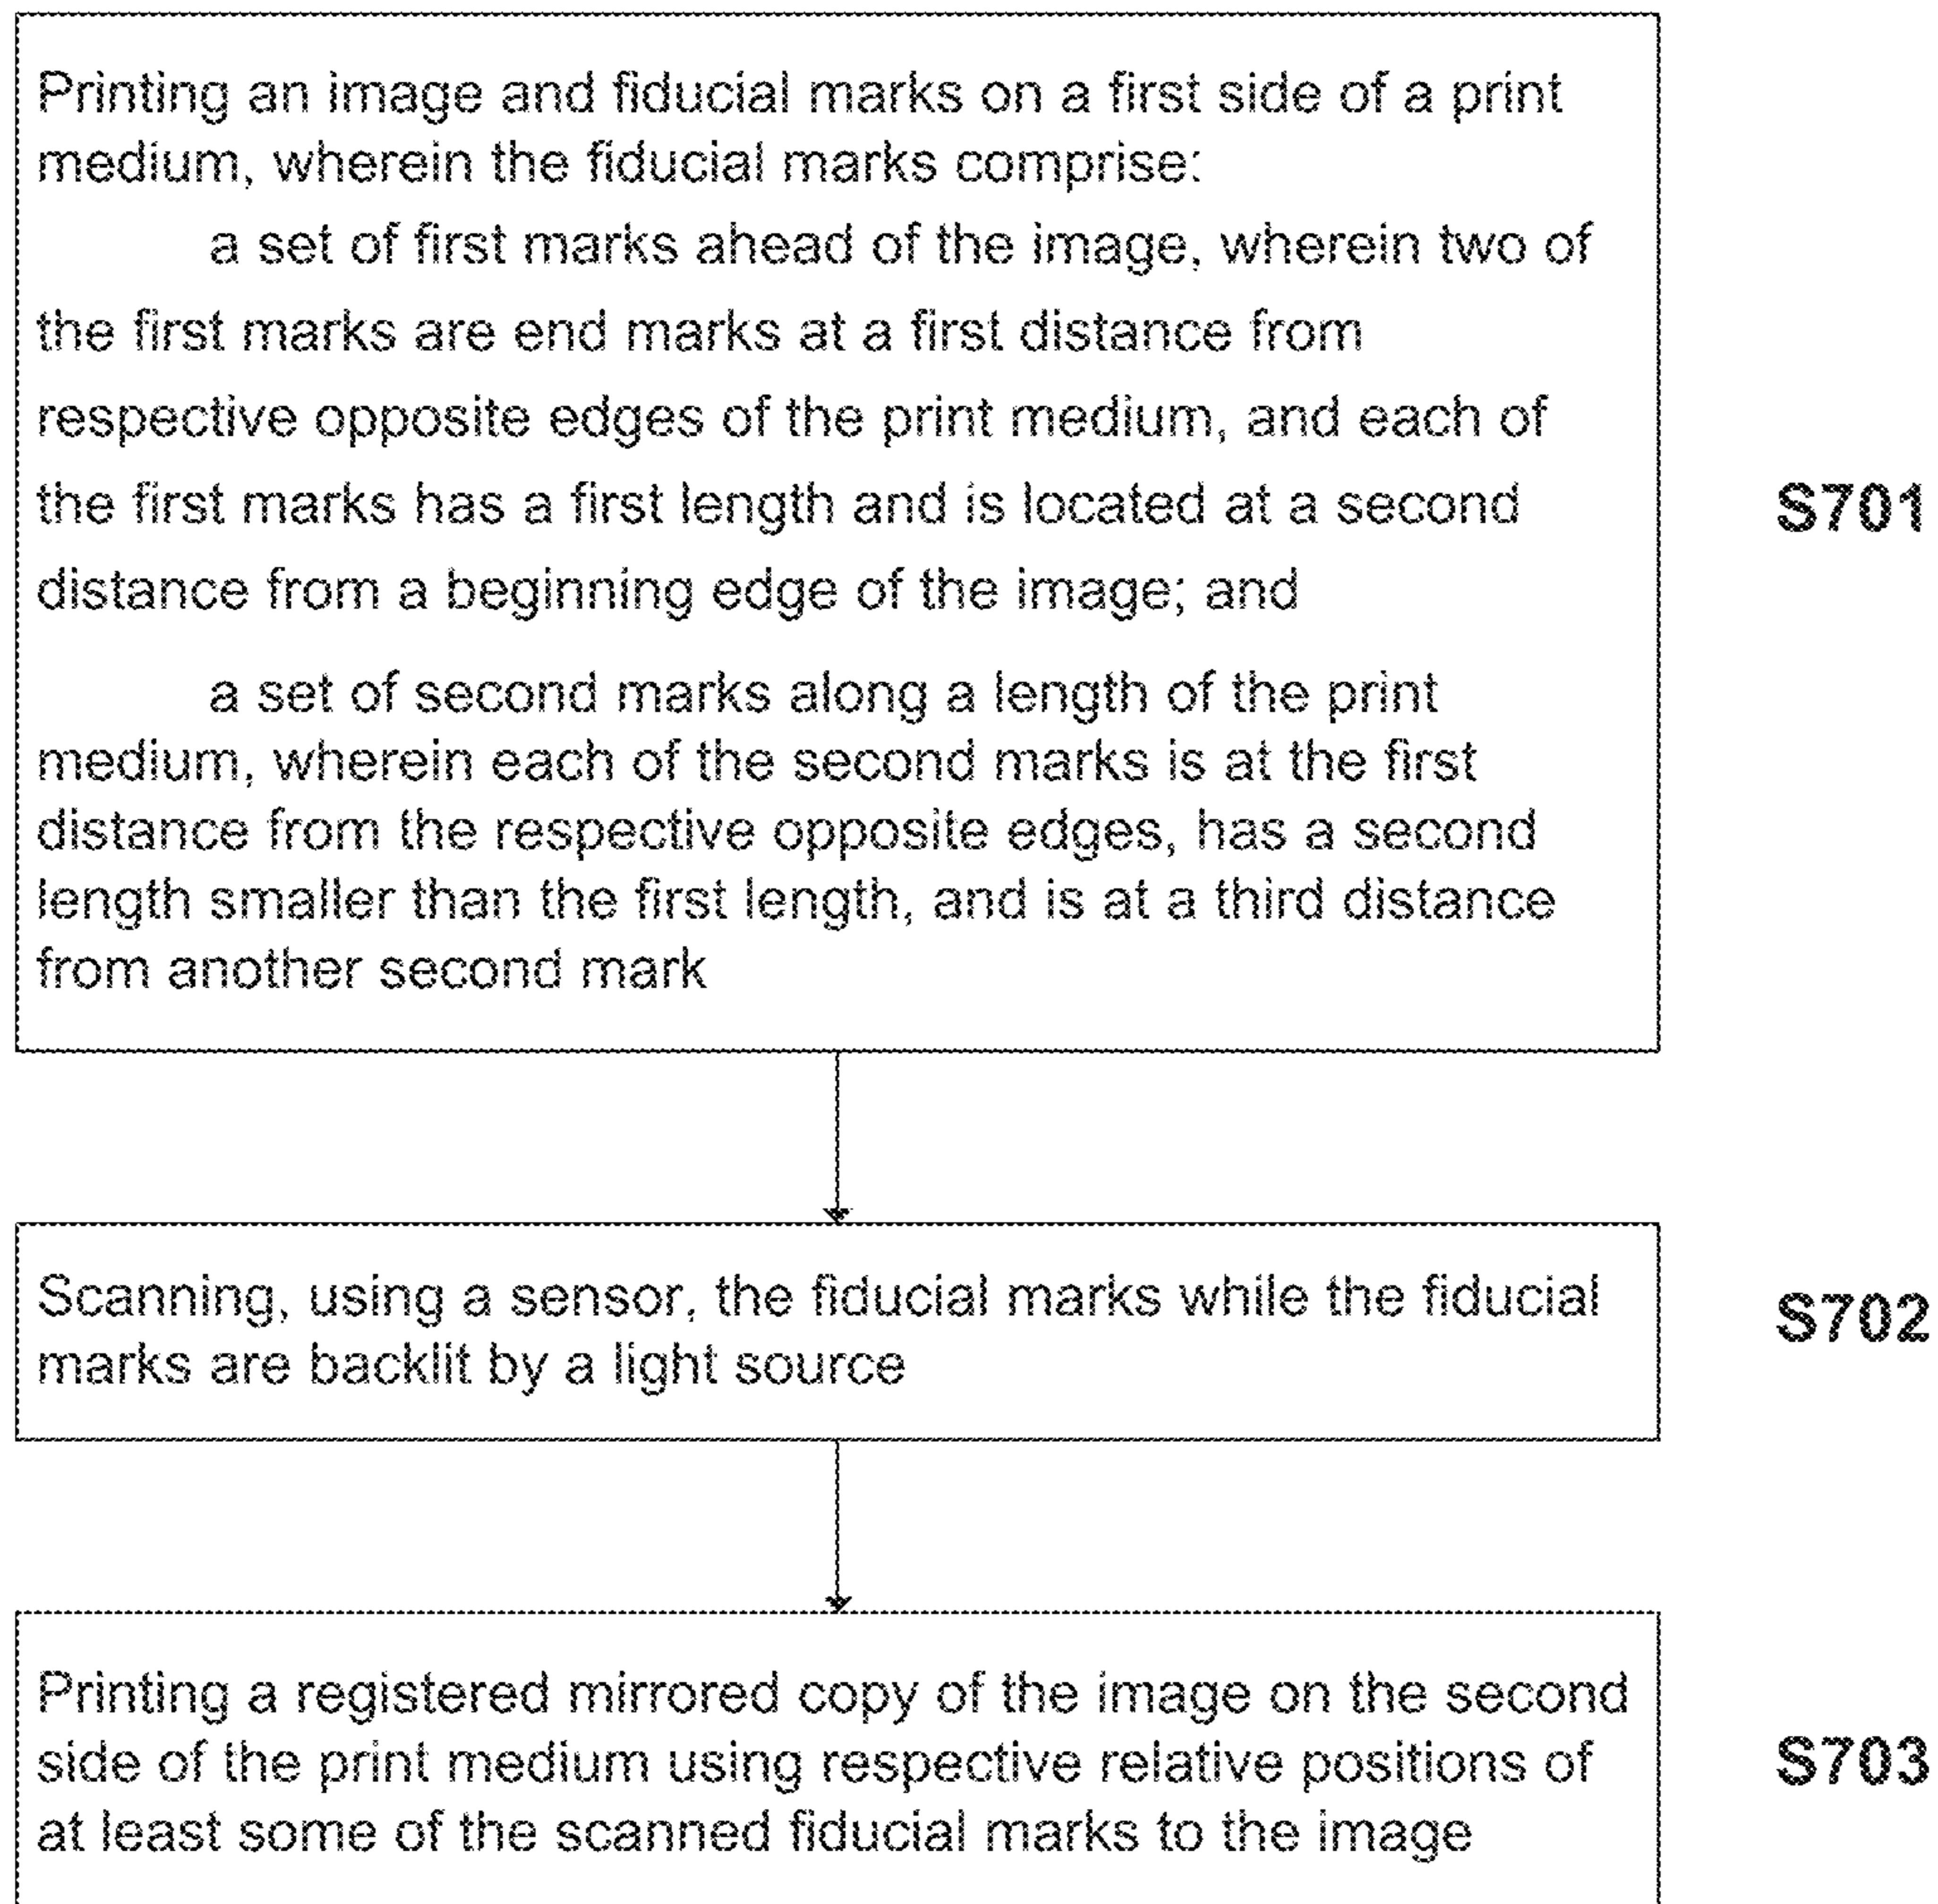 Printing an image and fiducial marks on a first side of a print
medium, wherein the fiducial marks comprise:
a set of first marks ahead of the image, wherein two of
the first marks are end marks at a first distance from
respective opposite edges of the print medium, and each of
the first marks has a first length and is located at a second
distance from a beginning edge of the image; and
a set of second marks along a length of the print
medium, wherein each of the second marks is at the first
distance from the respective opposite edges, has a second
length smaller than the first length, and is at a third distance
from another second mark
S701
Scanning, using a sensor, the fiducial marks while the fiducial
marks are backlit by a light source
S702
Printing a registered mirrored copy of the image on the second
side of the print medium using respective relative positions of
at least some of the scanned fiducial marks to the image
S703